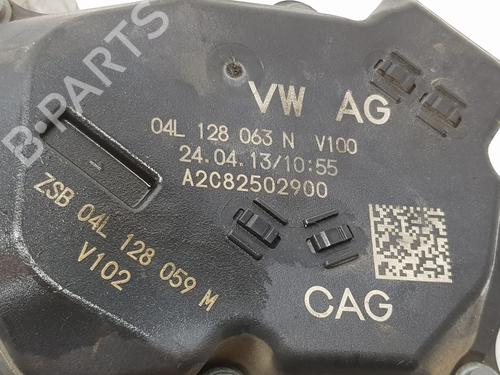 B-PARTS
VW AG
04L 128 063 N V100
24.04.13/10:55
A2C82502900
ZSB 04L 128 059 M
V102
CAG